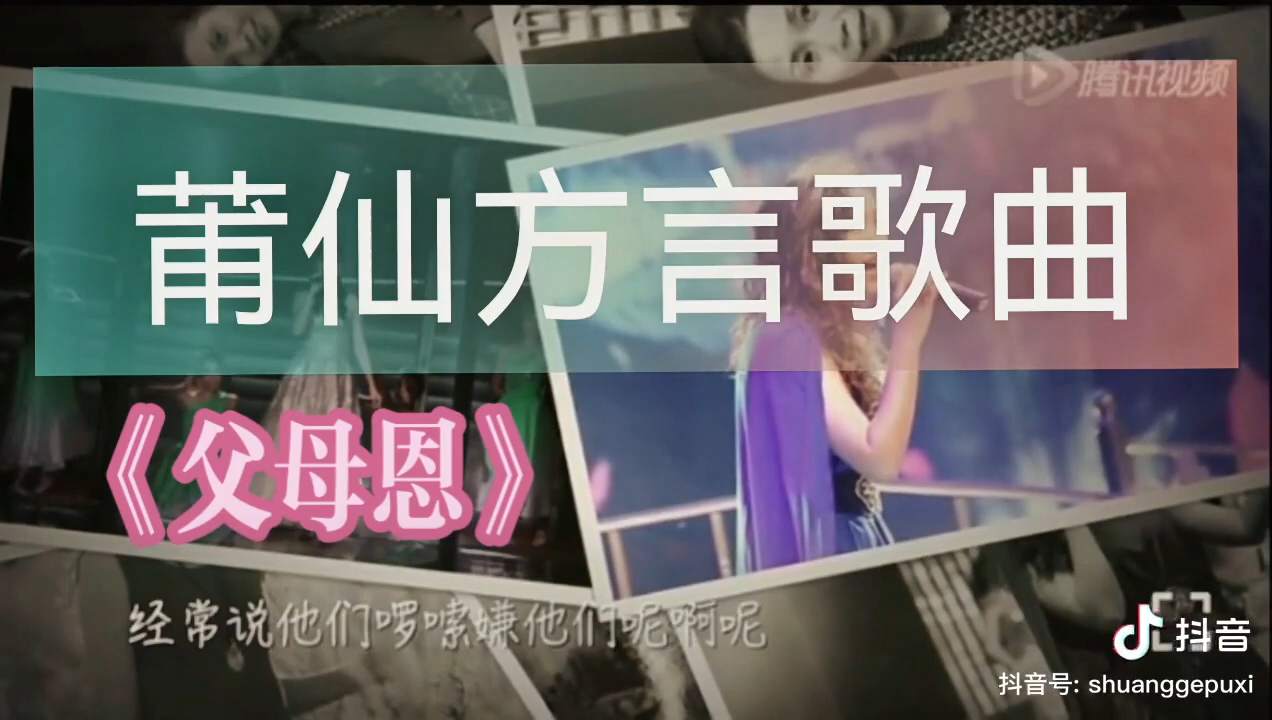 腾讯视频
莆仙方言歌曲
《父母恩》
经常说他们啰嗦嫌他们呢啊呢
抖音
抖音号: shuanggepuxi